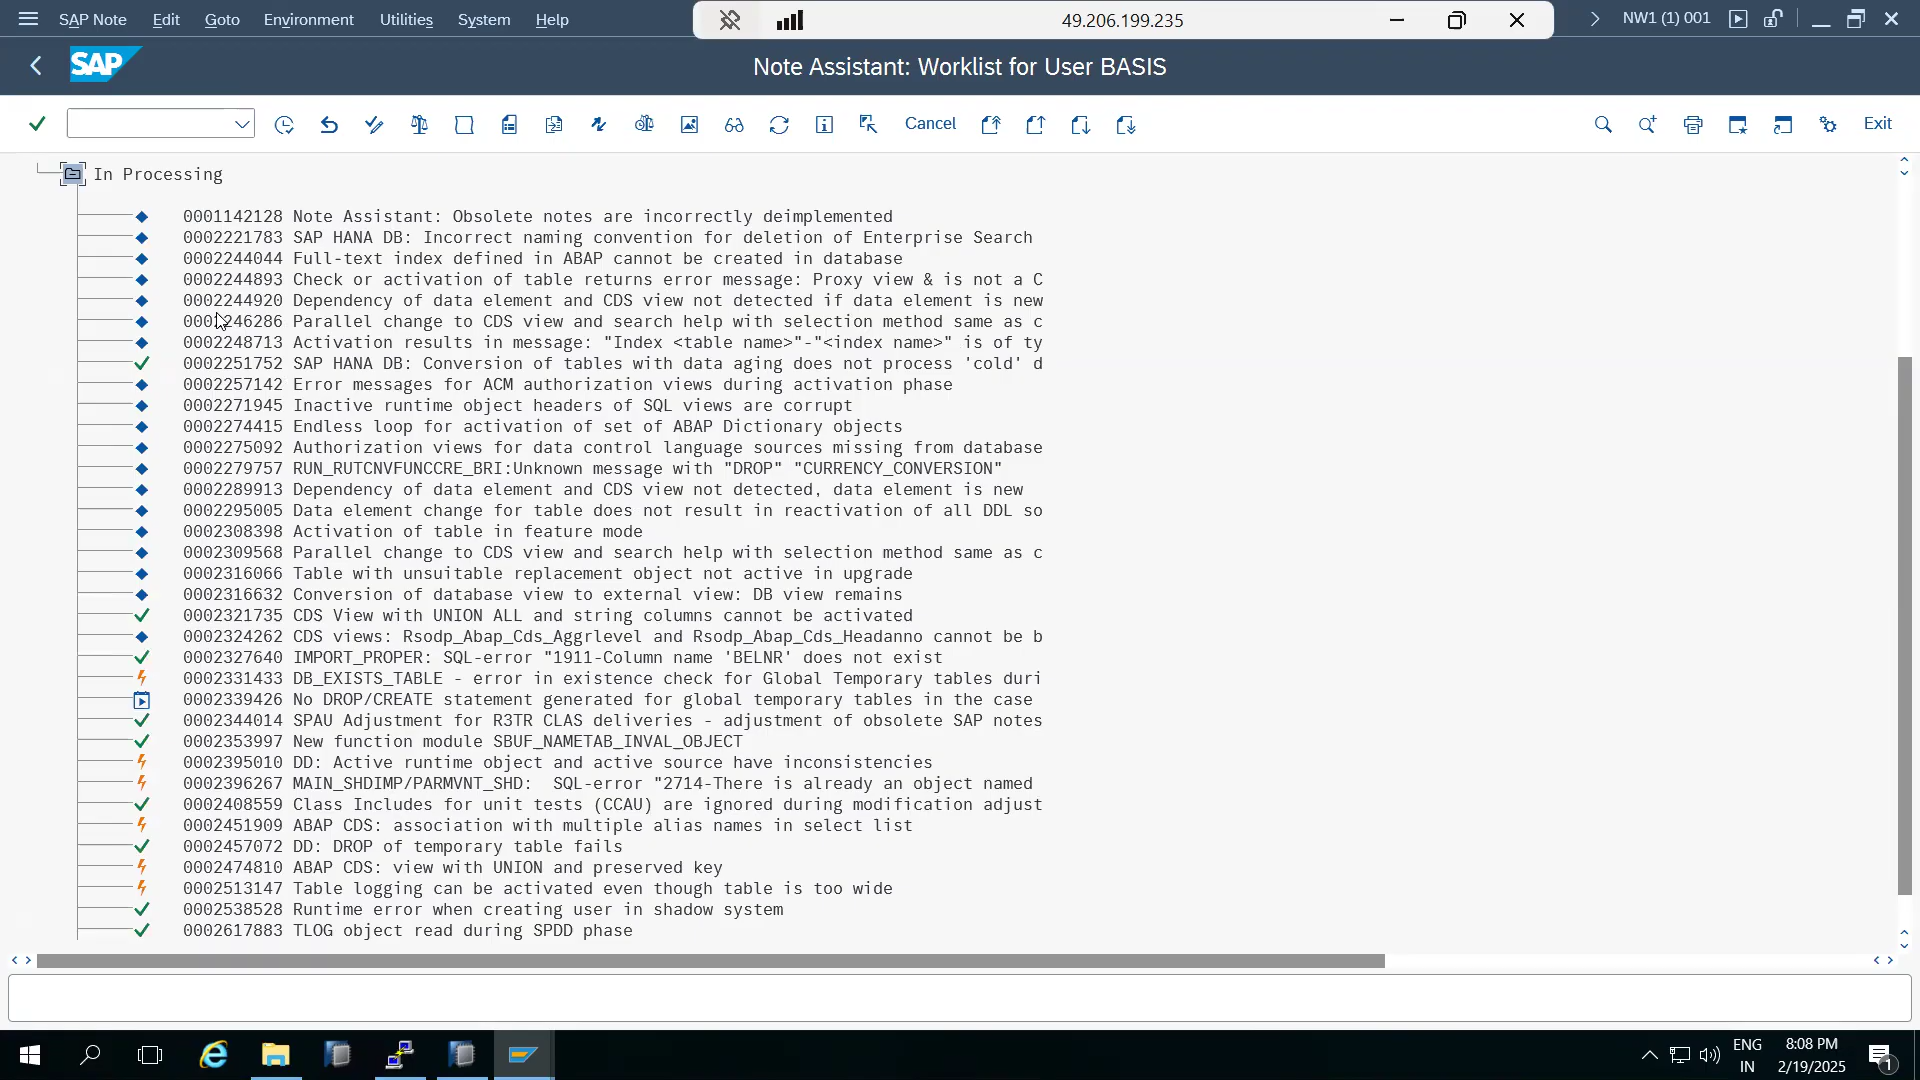 SAP Note Edit Goto Environment Utilities System Help
49.206.199.235
NW1 (1) 001
SAP
Note Assistant: Worklist for User BASIS
Cancel
Exit
In Processing
0001142128 Note Assistant: Obsolete notes are incorrectly deimplemented
0002221783 SAP HANA DB: Incorrect naming convention for deletion of Enterprise Search
0002244044 Full-text index defined in ABAP cannot be created in database
0002244893 Check or activation of table returns error message: Proxy view & is not a C
0002244920 Dependency of data element and CDS view not detected if data element is new
0002246286 Parallel change to CDS view and search help with selection method same as c
0002248713 Activation results in message: "Index <table name>"-"<index name>" is of ty
0002251752 SAP HANA DB: Conversion of tables with data aging does not process 'cold' d
0002257142 Error messages for ACM authorization views during activation phase
0002271945 Inactive runtime object headers of SQL views are corrupt
0002274415 Endless loop for activation of set of ABAP Dictionary objects
0002275092 Authorization views for data control language sources missing from database
0002279757 RUN_RUTCNVFUNCCRE_BRI:Unknown message with "DROP" "CURRENCY_CONVERSION"
0002289913 Dependency of data element and CDS view not detected, data element is new
0002295005 Data element change for table does not result in reactivation of all DDL so
0002308398 Activation of table in feature mode
0002309568 Parallel change to CDS view and search help with selection method same as c
0002316066 Table with unsuitable replacement object not active in upgrade
0002316632 Conversion of database view to external view: DB view remains
0002321735 CDS View with UNION ALL and string columns cannot be activated
0002324262 CDS views: Rsodp_Abap_Cds_Aggrlevel and Rsodp_Abap_Cds_Headanno cannot be b
0002327640 IMPORT_PROPER: SQL-error "1911-Column name 'BELNR' does not exist
0002331433 DB_EXISTS_TABLE - error in existence check for Global Temporary tables duri
0002339426 No DROP/CREATE statement generated for global temporary tables in the case
0002344014 SPAU Adjustment for R3TR CLAS deliveries - adjustment of obsolete SAP notes
0002353997 New function module SBUF_NAMETAB_INVAL_OBJECT
0002395010 DD: Active runtime object and active source have inconsistencies
0002396267 MAIN_SHDIMP/PARMVNT_SHD:  SQL-error "2714-There is already an object named
0002408559 Class Includes for unit tests (CCAU) are ignored during modification adjust
0002451909 ABAP CDS: association with multiple alias names in select list
0002457072 DD: DROP of temporary table fails
0002474810 ABAP CDS: view with UNION and preserved key
0002513147 Table logging can be activated even though table is too wide
0002538528 Runtime error when creating user in shadow system
0002617883 TLOG object read during SPDD phase
ENG 8:08 PM
IN 2/19/2025 1